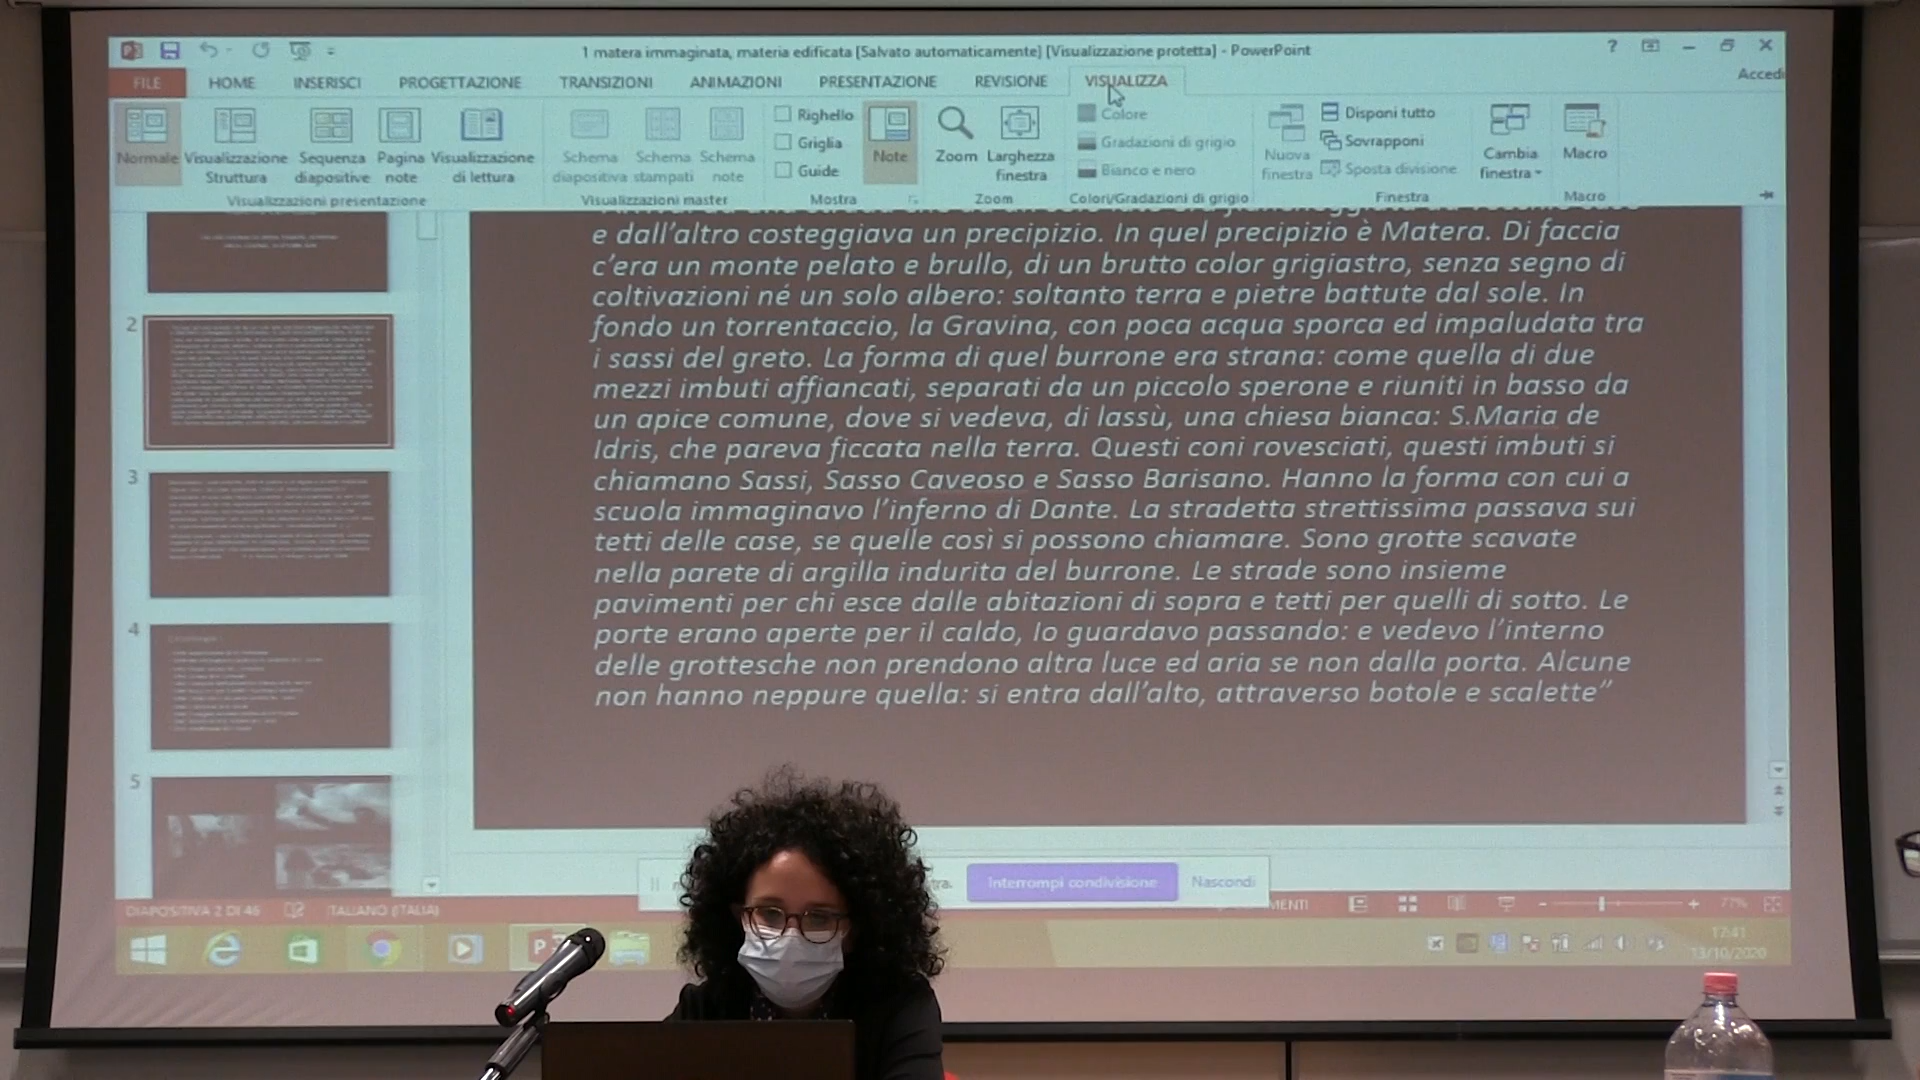 1 matera immaginata, materia edificata [Salvato automaticamente] [Visualizzazione protetta] - PowerPoint
?
Accedi
FILE HOME INSERISCI PROGETTAZIONE TRANSIZIONI ANIMAZIONI PRESENTAZIONE REVISIONE VISUALIZZA
Normale
Visualizzazione Struttura
Sequenza diapositive
Pagina note
Visualizzazione di lettura
Visualizzazioni presentazione
Schema diapositiva
Schema stampati
Schema note
Visualizzazioni master
Righello
Griglia
Guide
Mostra
Note
Zoom
Larghezza finestra
Zoom
Colore
Gradazioni di grigio
Bianco e nero
Colori/Gradazioni di grigio
Nuova finestra
Disponi tutto
Sovrapponi
Sposta divisione
Finestra
Cambia finestra
Macro
Macro
2
3
4
5
e dall'altro costeggiava un precipizio. In quel precipizio è Matera. Di faccia
c'era un monte pelato e brullo, di un brutto color grigiastro, senza segno di
coltivazioni né un solo albero: soltanto terra e pietre battute dal sole. In
fondo un torrentaccio, la Gravina, con poca acqua sporca ed impaludata tra
i sassi del greto. La forma di quel burrone era strana: come quella di due
mezzi imbuti affiancati, separati da un piccolo sperone e riuniti in basso da
un apice comune, dove si vedeva, di lassù, una chiesa bianca: S.Maria de
Idris, che pareva ficcata nella terra. Questi coni rovesciati, questi imbuti si
chiamano Sassi, Sasso Caveoso e Sasso Barisano. Hanno la forma con cui a
scuola immaginavo l'inferno di Dante. La stradetta strettissima passava sui
tetti delle case, se quelle così si possono chiamare. Sono grotte scavate
nella parete di argilla indurita del burrone. Le strade sono insieme
pavimenti per chi esce dalle abitazioni di sopra e tetti per quelli di sotto. Le
porte erano aperte per il caldo, Io guardavo passando: e vedevo l'interno
delle grottesche non prendono altra luce ed aria se non dalla porta. Alcune
non hanno neppure quella: si entra dall'alto, attraverso botole e scalette"
Interrompi condivisione
Nascondi
DIAPOSITIVA 2 DI 46
ITALIANO (ITALIA)
77%
17:41
13/10/2020